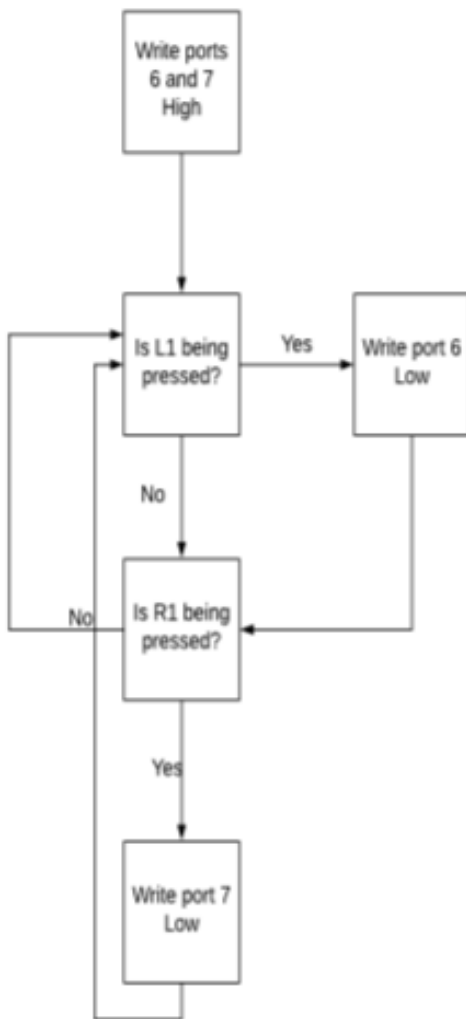 Write ports
6 and 7
High
Is L1 being
pressed?
Yes
Write port 6
Low
No
Is R1 being
pressed?
No
Yes
Write port 7
Low